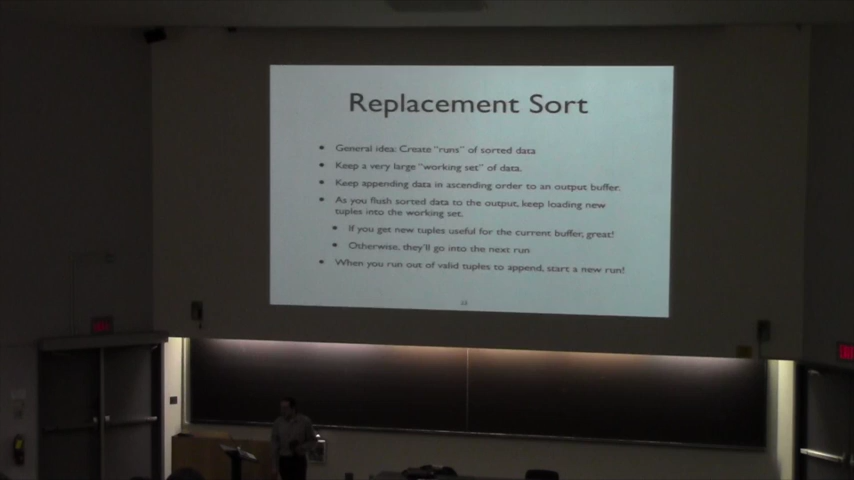 Replacement Sort
• General idea: Create "runs" of sorted data
• Keep a very large "working set" of data.
• Keep appending data in ascending order to an output buffer.
• As you flush sorted data to the output, keep loading new
tuples into the working set.
• If you get new tuples useful for the current buffer, great!
• Otherwise, they'll go into the next run
• When you run out of valid tuples to append, start a new run!